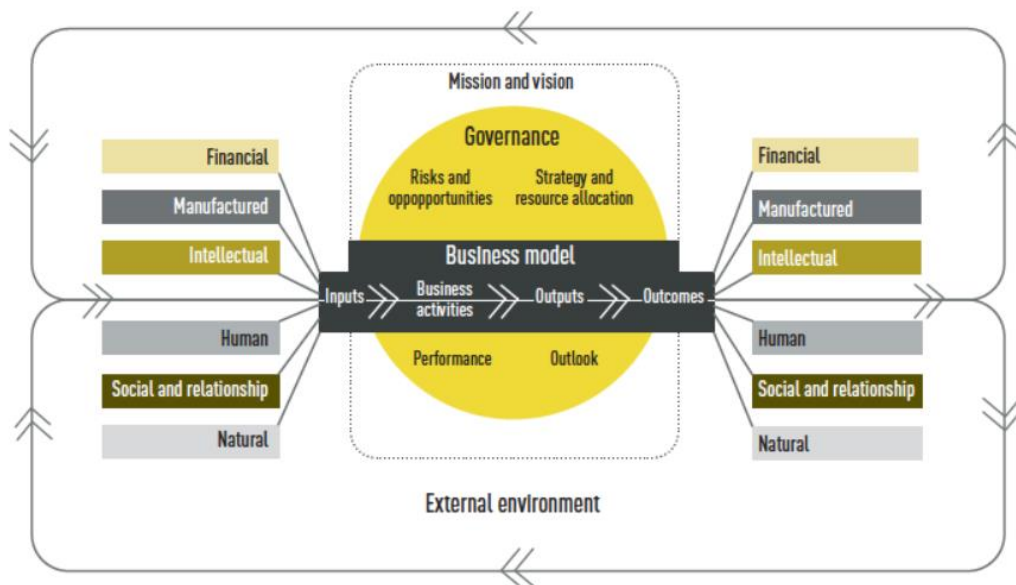 Mission and vision
Governance
Risks and
oppopportunities
Strategy and
resource allocation
Financial
Manufactured
Intellectual
Human
Social and relationship
Natural
Business model
Inputs
Business
activities
Outputs
Outcomes
Performance
Outlook
Financial
Manufactured
Intellectual
Human
Social and relationship
Natural
External environment